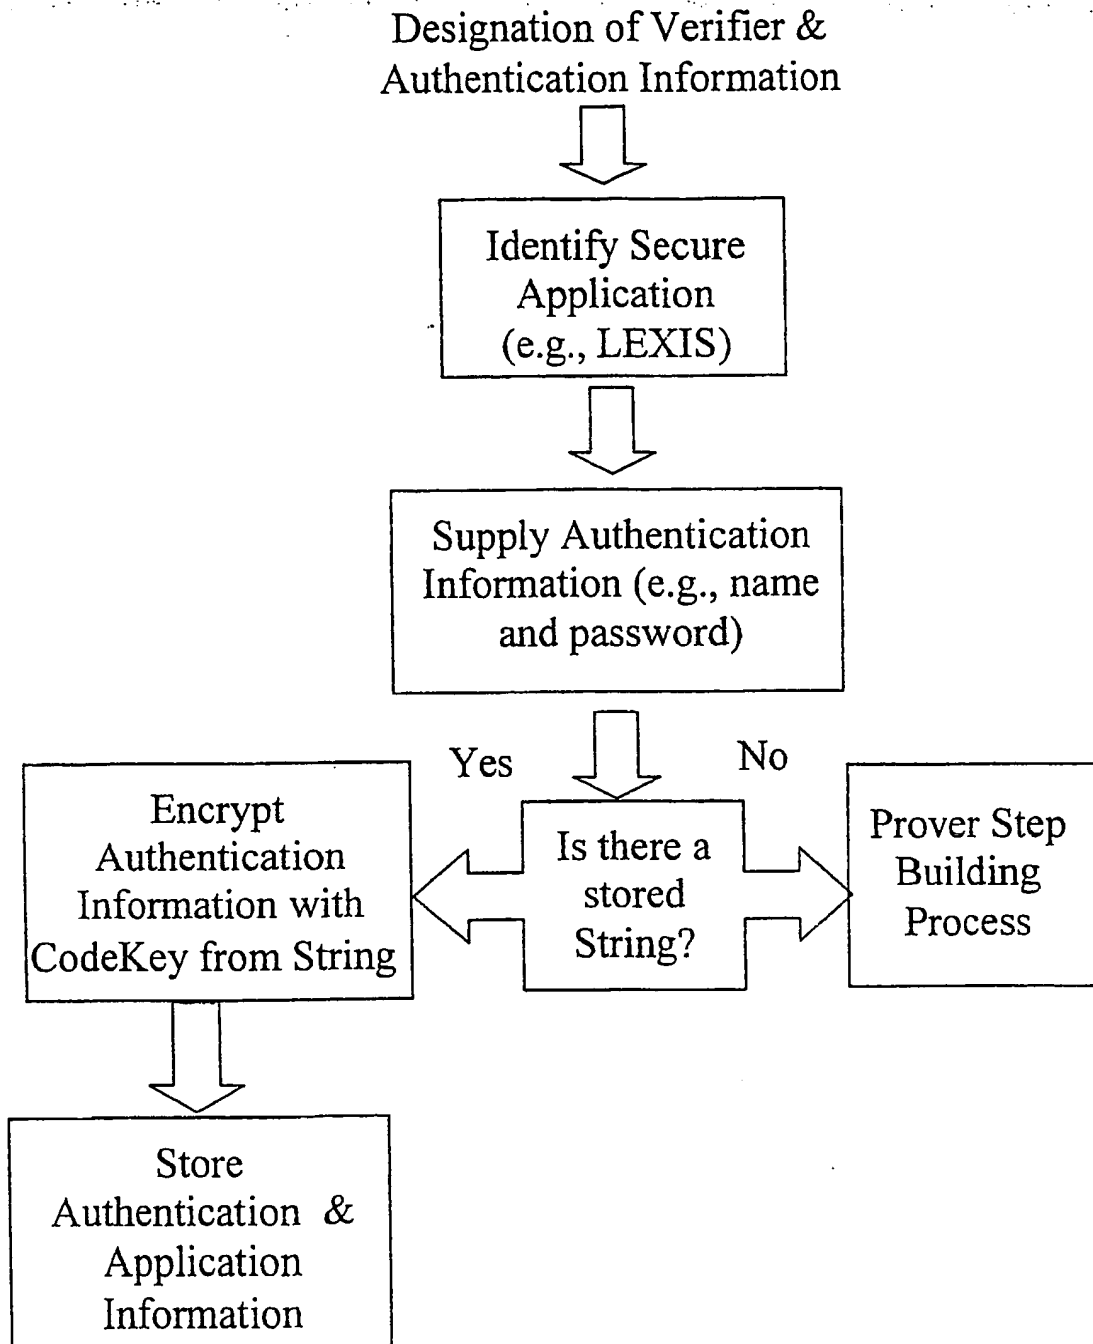 Designation of Verifier &
Authentication Information
Identify Secure
Application
(e.g., LEXIS)
Supply Authentication
Information (e.g., name
and password)
Yes
No
Encrypt
Authentication
Information with
CodeKey from String
Is there a
stored
String?
Prover Step
Building
Process
Store
Authentication &
Application
Information